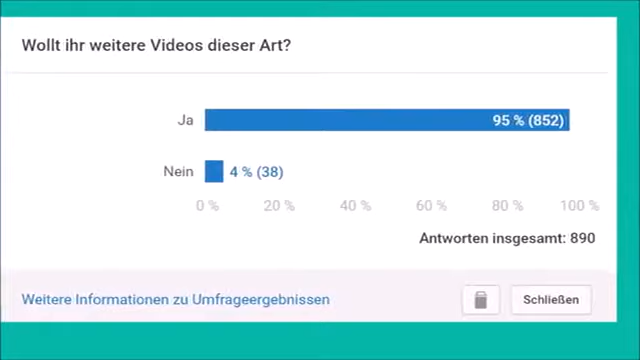 Wollt ihr weitere Videos dieser Art?
Ja 95 % (852)
Nein 4 % (38)
0 % 20 % 40 % 60 % 80 % 100 %
Antworten insgesamt: 890
Weitere Informationen zu Umfrageergebnissen Schließen